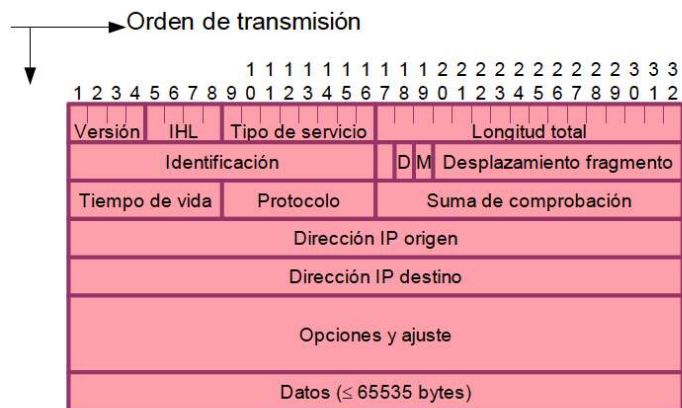 Orden de transmisión
1 1 1 1 1 1 1 1 1 1 2 2 2 2 2 2 2 2 2 2 3 3 3
1 2 3 4 5 6 7 8 9 0 1 2 3 4 5 6 7 8 9 0 1 2 3 4 5 6 7 8 9 0 1 2
Versión IHL Tipo de servicio Longitud total
Identificación D M Desplazamiento fragmento
Tiempo de vida Protocolo Suma de comprobación
Dirección IP origen
Dirección IP destino
Opciones y ajuste
Datos (≤ 65535 bytes)